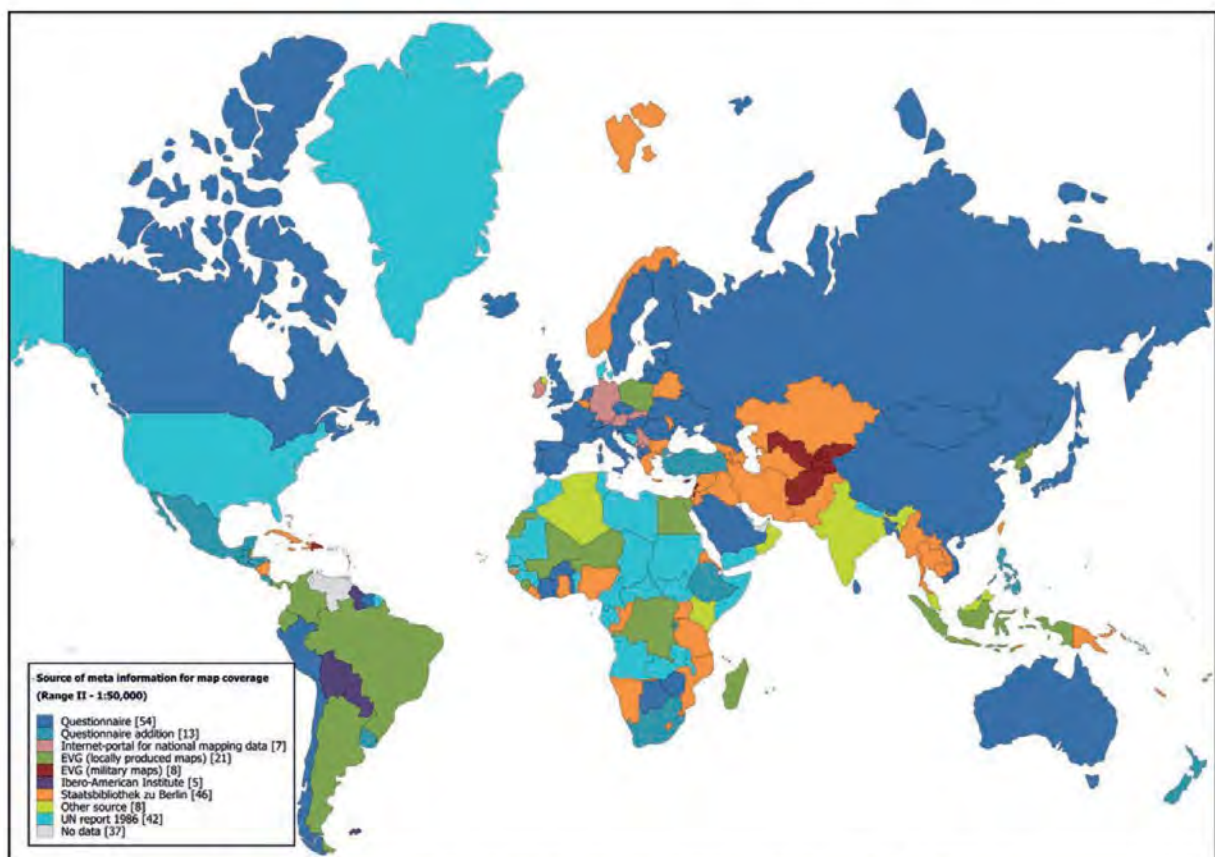 Source of meta information for map coverage
(Range II - 1:50,000)
Questionnaire [54]
Questionnaire addition [13]
Internet-portal for national mapping data [7]
EVG (locally produced maps) [21]
EVG (military maps) [8]
Ibero-American Institute [5]
Staatsbibliothek zu Berlin [46]
Other source [8]
UN report 1986 [42]
No data [37]